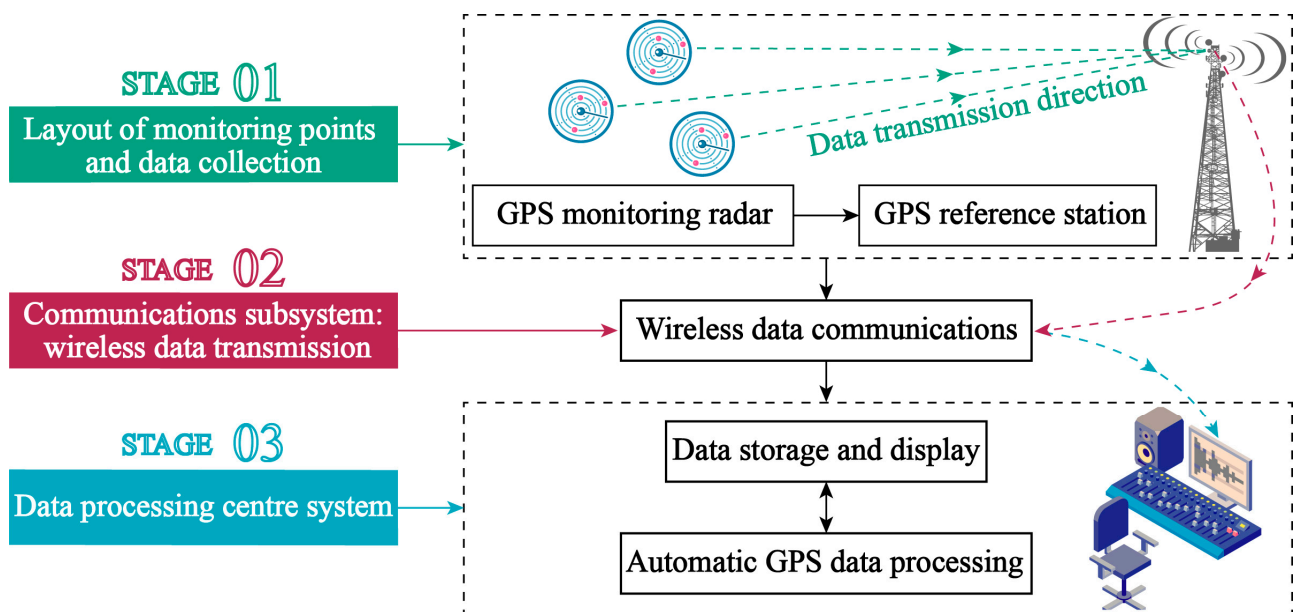 STAGE 01
Layout of monitoring points
and data collection
Data transmission direction
GPS monitoring radar
GPS reference station
STAGE 02
Communications subsystem:
wireless data transmission
Wireless data communications
STAGE 03
Data processing centre system
Data storage and display
Automatic GPS data processing